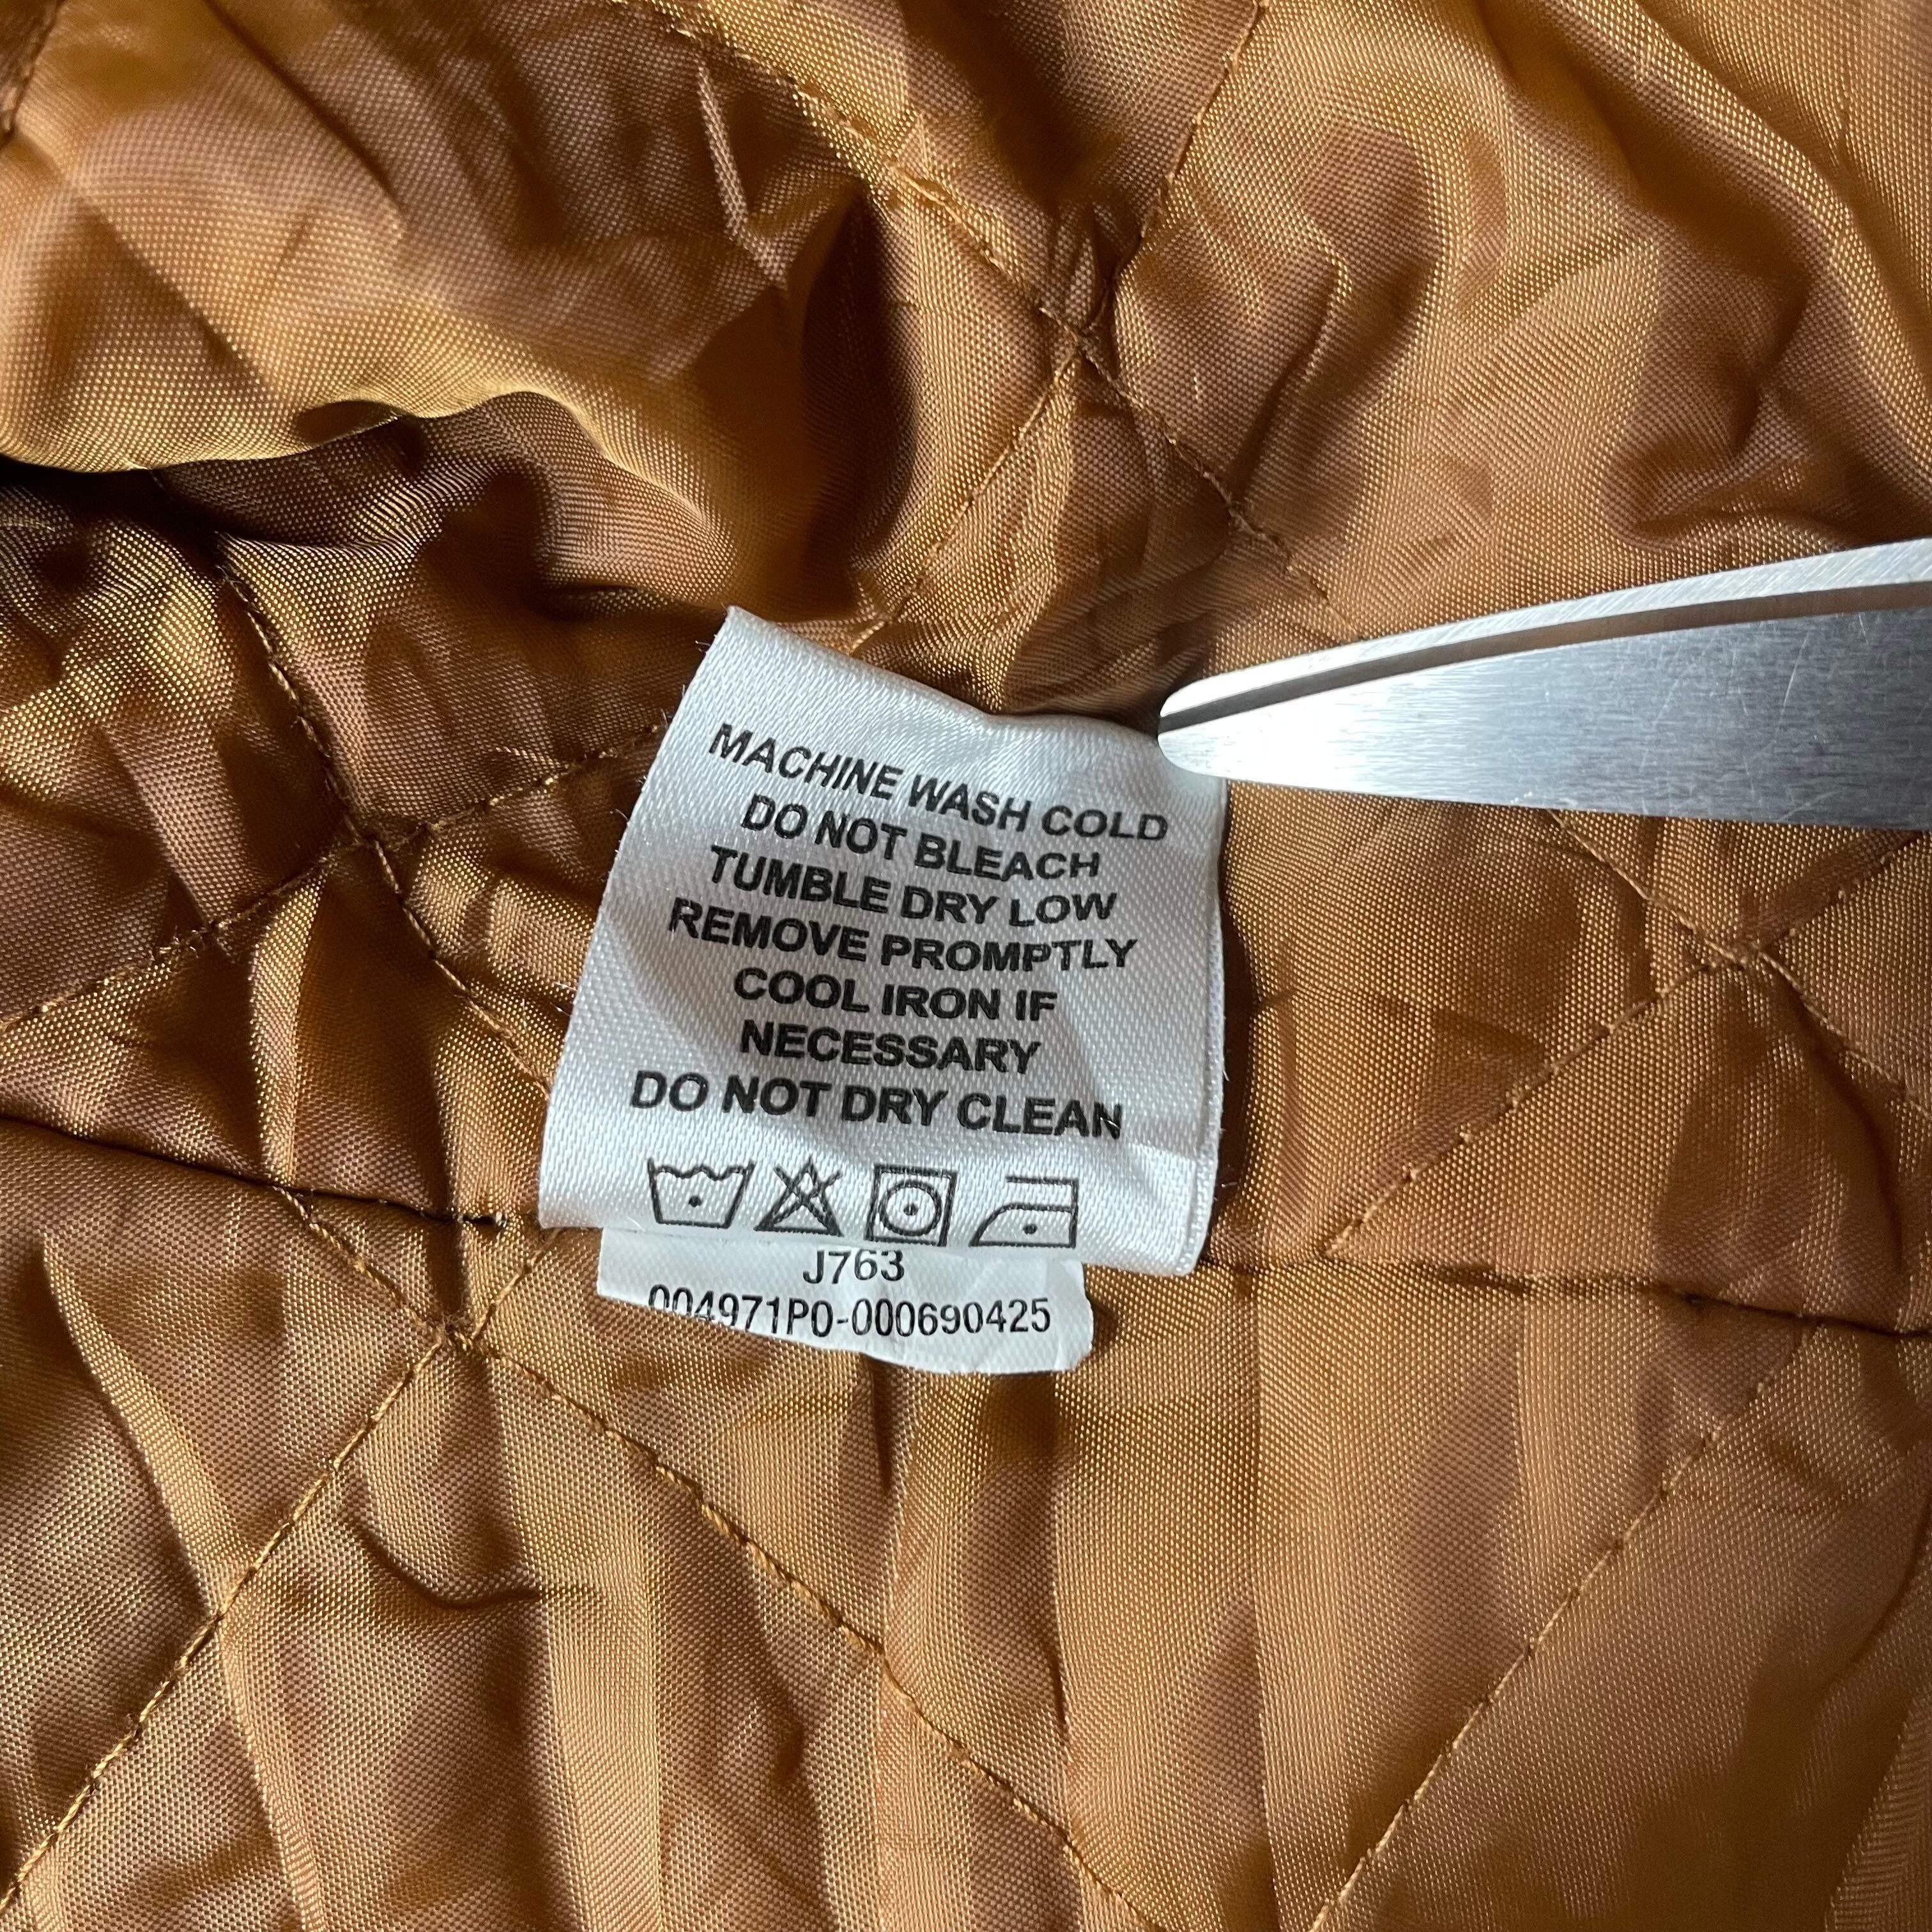 MACHINE WASH COLD
DO NOT BLEACH
TUMBLE DRY LOW
REMOVE PROMPTLY
COOL IRON IF
NECESSARY
DO NOT DRY CLEAN
J763
004971P0-000690425